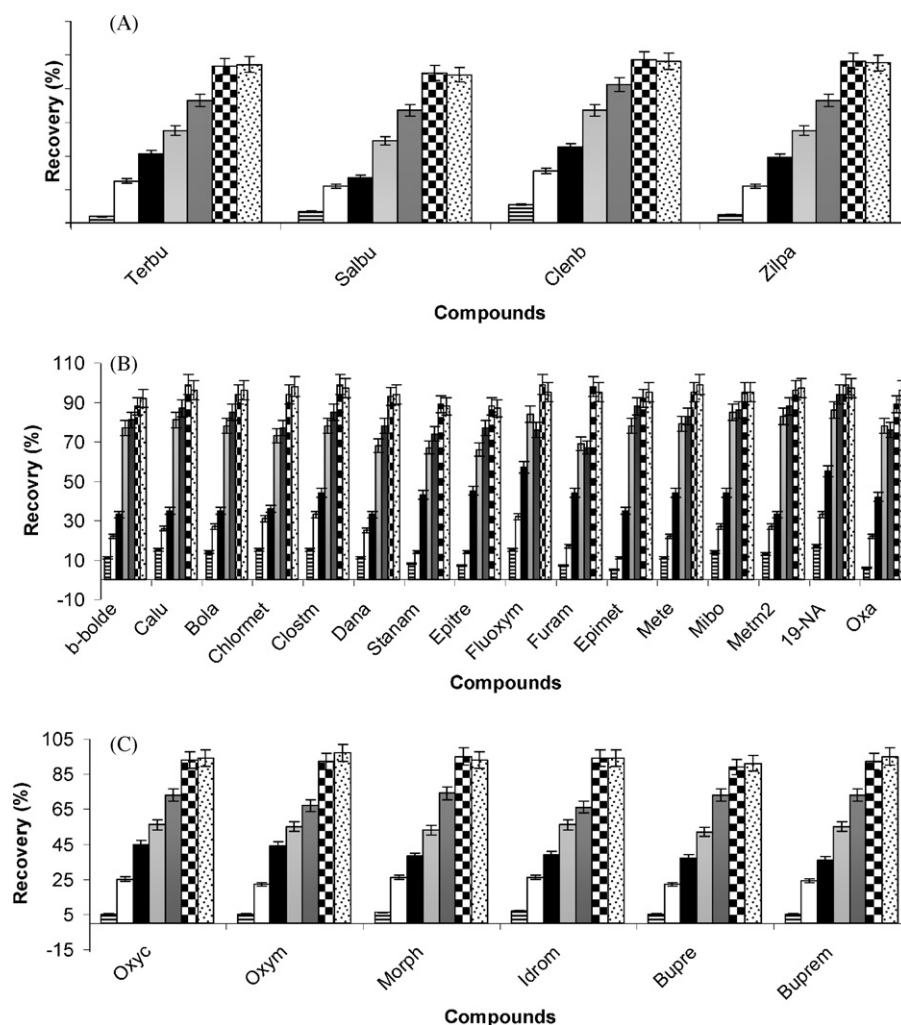 (A)
Recovery (%)
Terbu
Salbu
Clenb
Zilpa
Compounds
(B)
Recovry (%)
110
90
70
50
30
10
-10
b-bolde
Calu
Bola
Chlormet
Clostm
Dana
Stanam
Epitre
Fluoxym
Furam
Epimet
Mete
Mibo
Metm2
19-NA
Oxa
Compounds
(C)
Recovery (%)
105
85
65
45
25
5
-15
Oxyc
Oxym
Morph
Idrom
Bupre
Buprem
Compounds